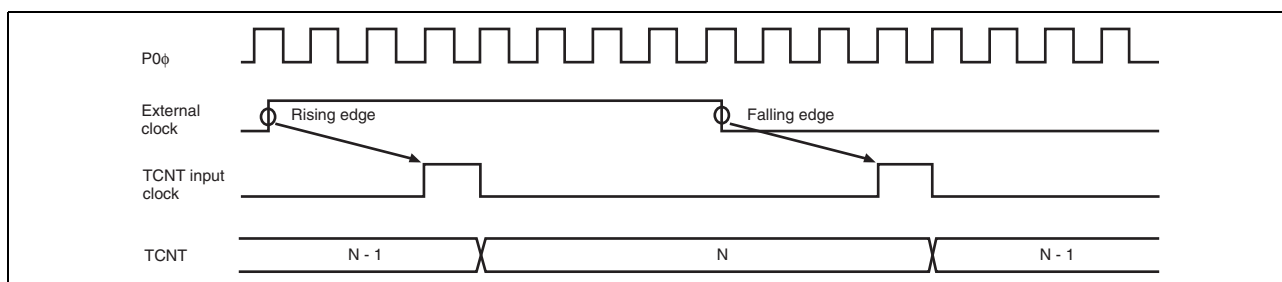 P0ϕ
External
clock
Rising edge
Falling edge
TCNT input
clock
TCNT
N - 1
N
N - 1